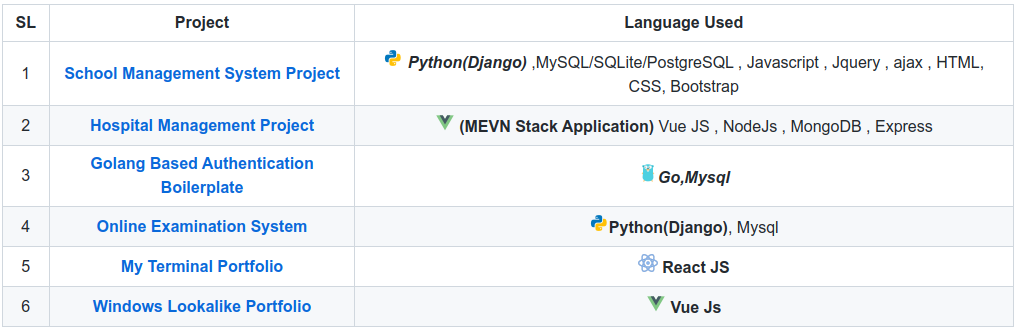 SL Project Language Used
1 School Management System Project Python(Django) ,MySQL/SQLite/PostgreSQL , Javascript , Jquery , ajax , HTML,
CSS, Bootstrap
2 Hospital Management Project (MEVN Stack Application) Vue JS , NodeJs , MongoDB , Express
3 Golang Based Authentication
Boilerplate Go,Mysql
4 Online Examination System Python(Django), Mysql
5 My Terminal Portfolio React JS
6 Windows Lookalike Portfolio Vue Js